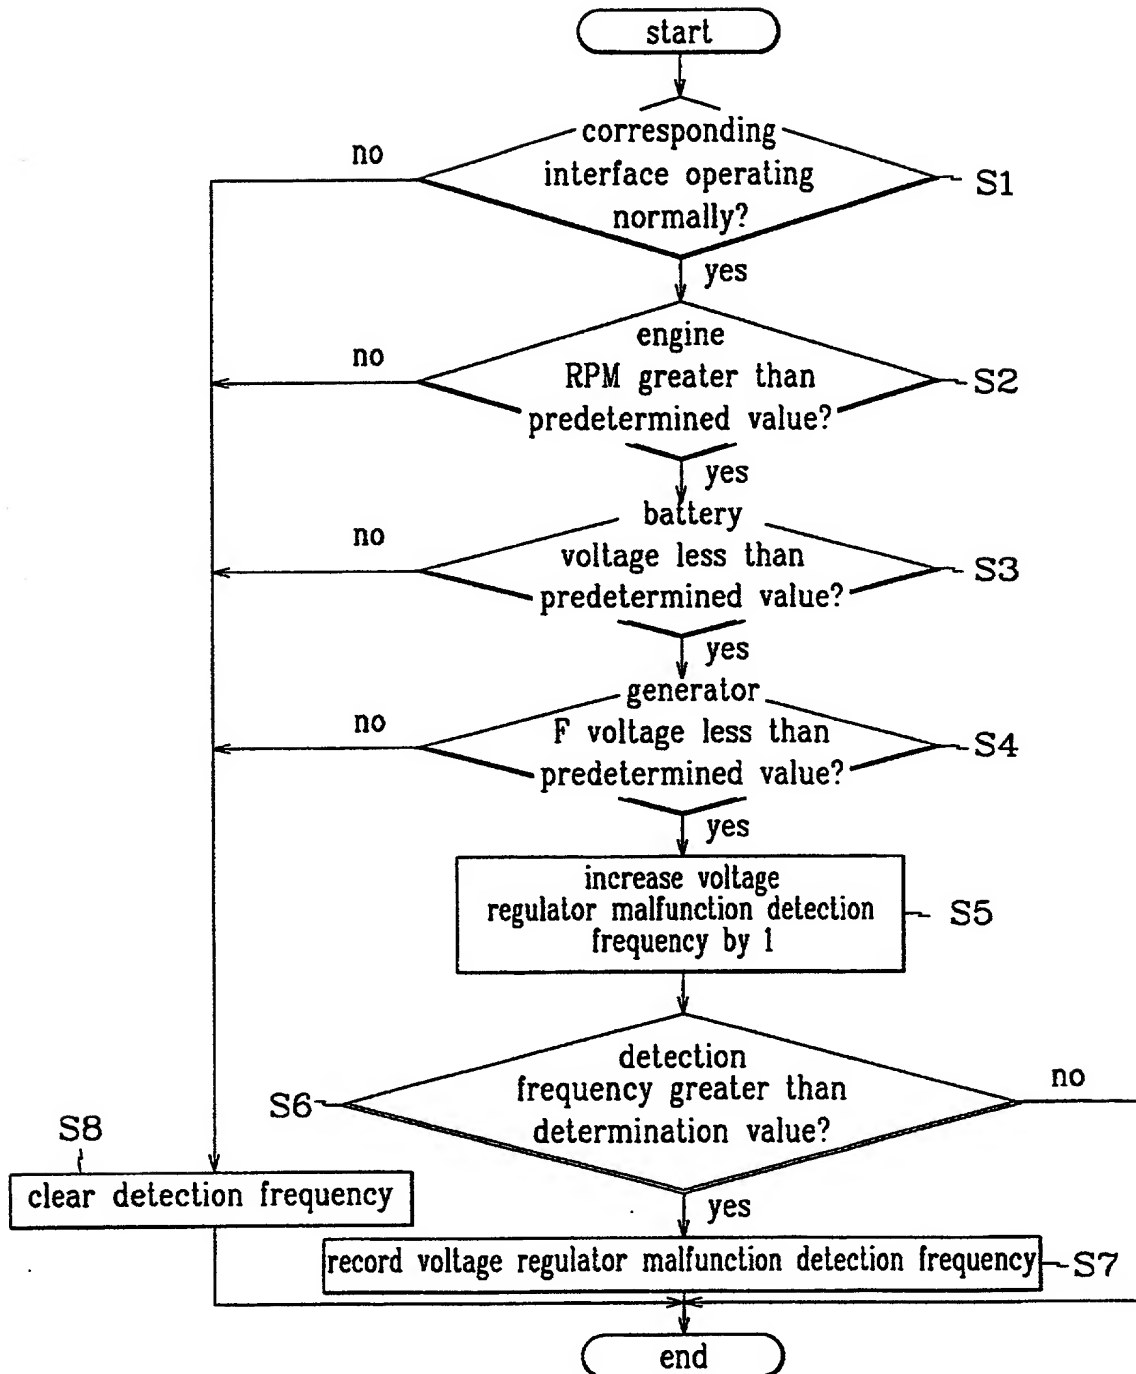 start
corresponding
interface operating
normally?
no
S1
yes
engine
RPM greater than
predetermined value?
no
S2
yes
battery
voltage less than
predetermined value?
no
S3
yes
generator
F voltage less than
predetermined value?
no
S4
yes
increase voltage
regulator malfunction detection
frequency by 1
S5
detection
frequency greater than
determination value?
S6
no
S8
clear detection frequency
yes
record voltage regulator malfunction detection frequency
S7
end